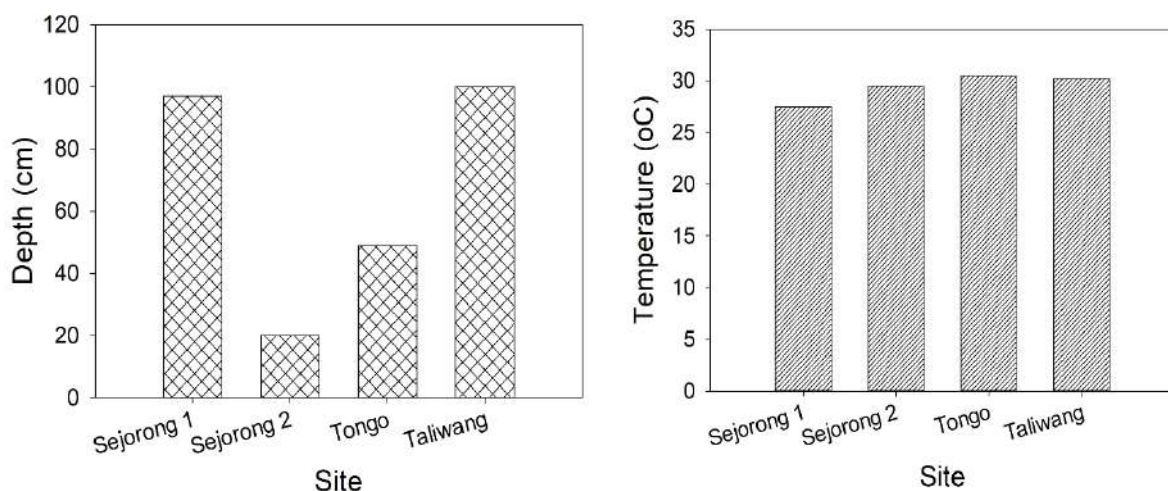 120
100
80
60
40
20
0
Depth (cm)
Sejorong 1
Sejorong 2
Tongo
Taliwang
Site
35
30
25
20
15
10
5
0
Temperature (oC)
Sejorong 1
Sejorong 2
Tongo
Taliwang
Site